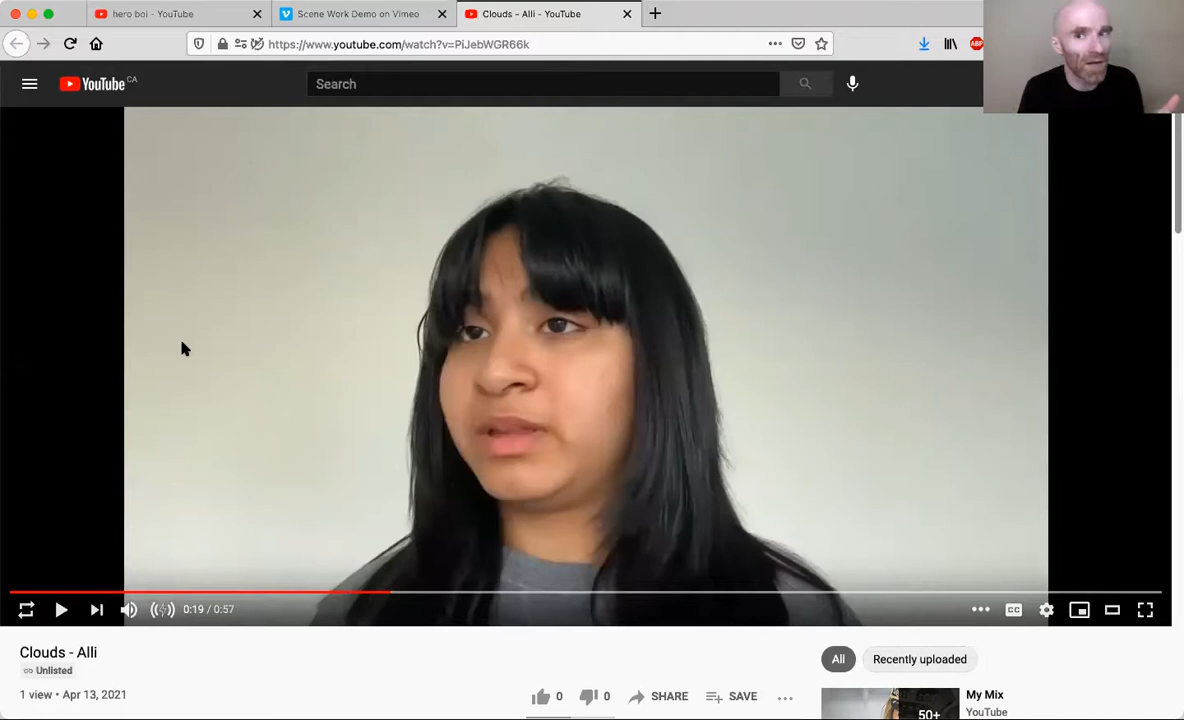 hero boi - YouTube
Scene Work Demo on Vimeo
Clouds - Alli - YouTube
https://www.youtube.com/watch?v=PiJebWGR66k
ABP
YouTube CA
Search
0:19 / 0:57
CC
Clouds - Alli
Unlisted
1 view • Apr 13, 2021
0
0
SHARE
SAVE
All
Recently uploaded
My Mix
YouTube
50+